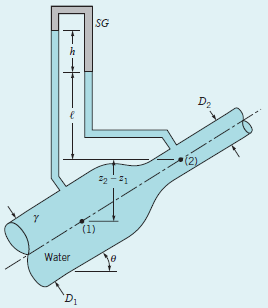 SG
h
ℓ
D₂
(2)
z₂ – z₁
γ
(1)
Water
θ
D₁